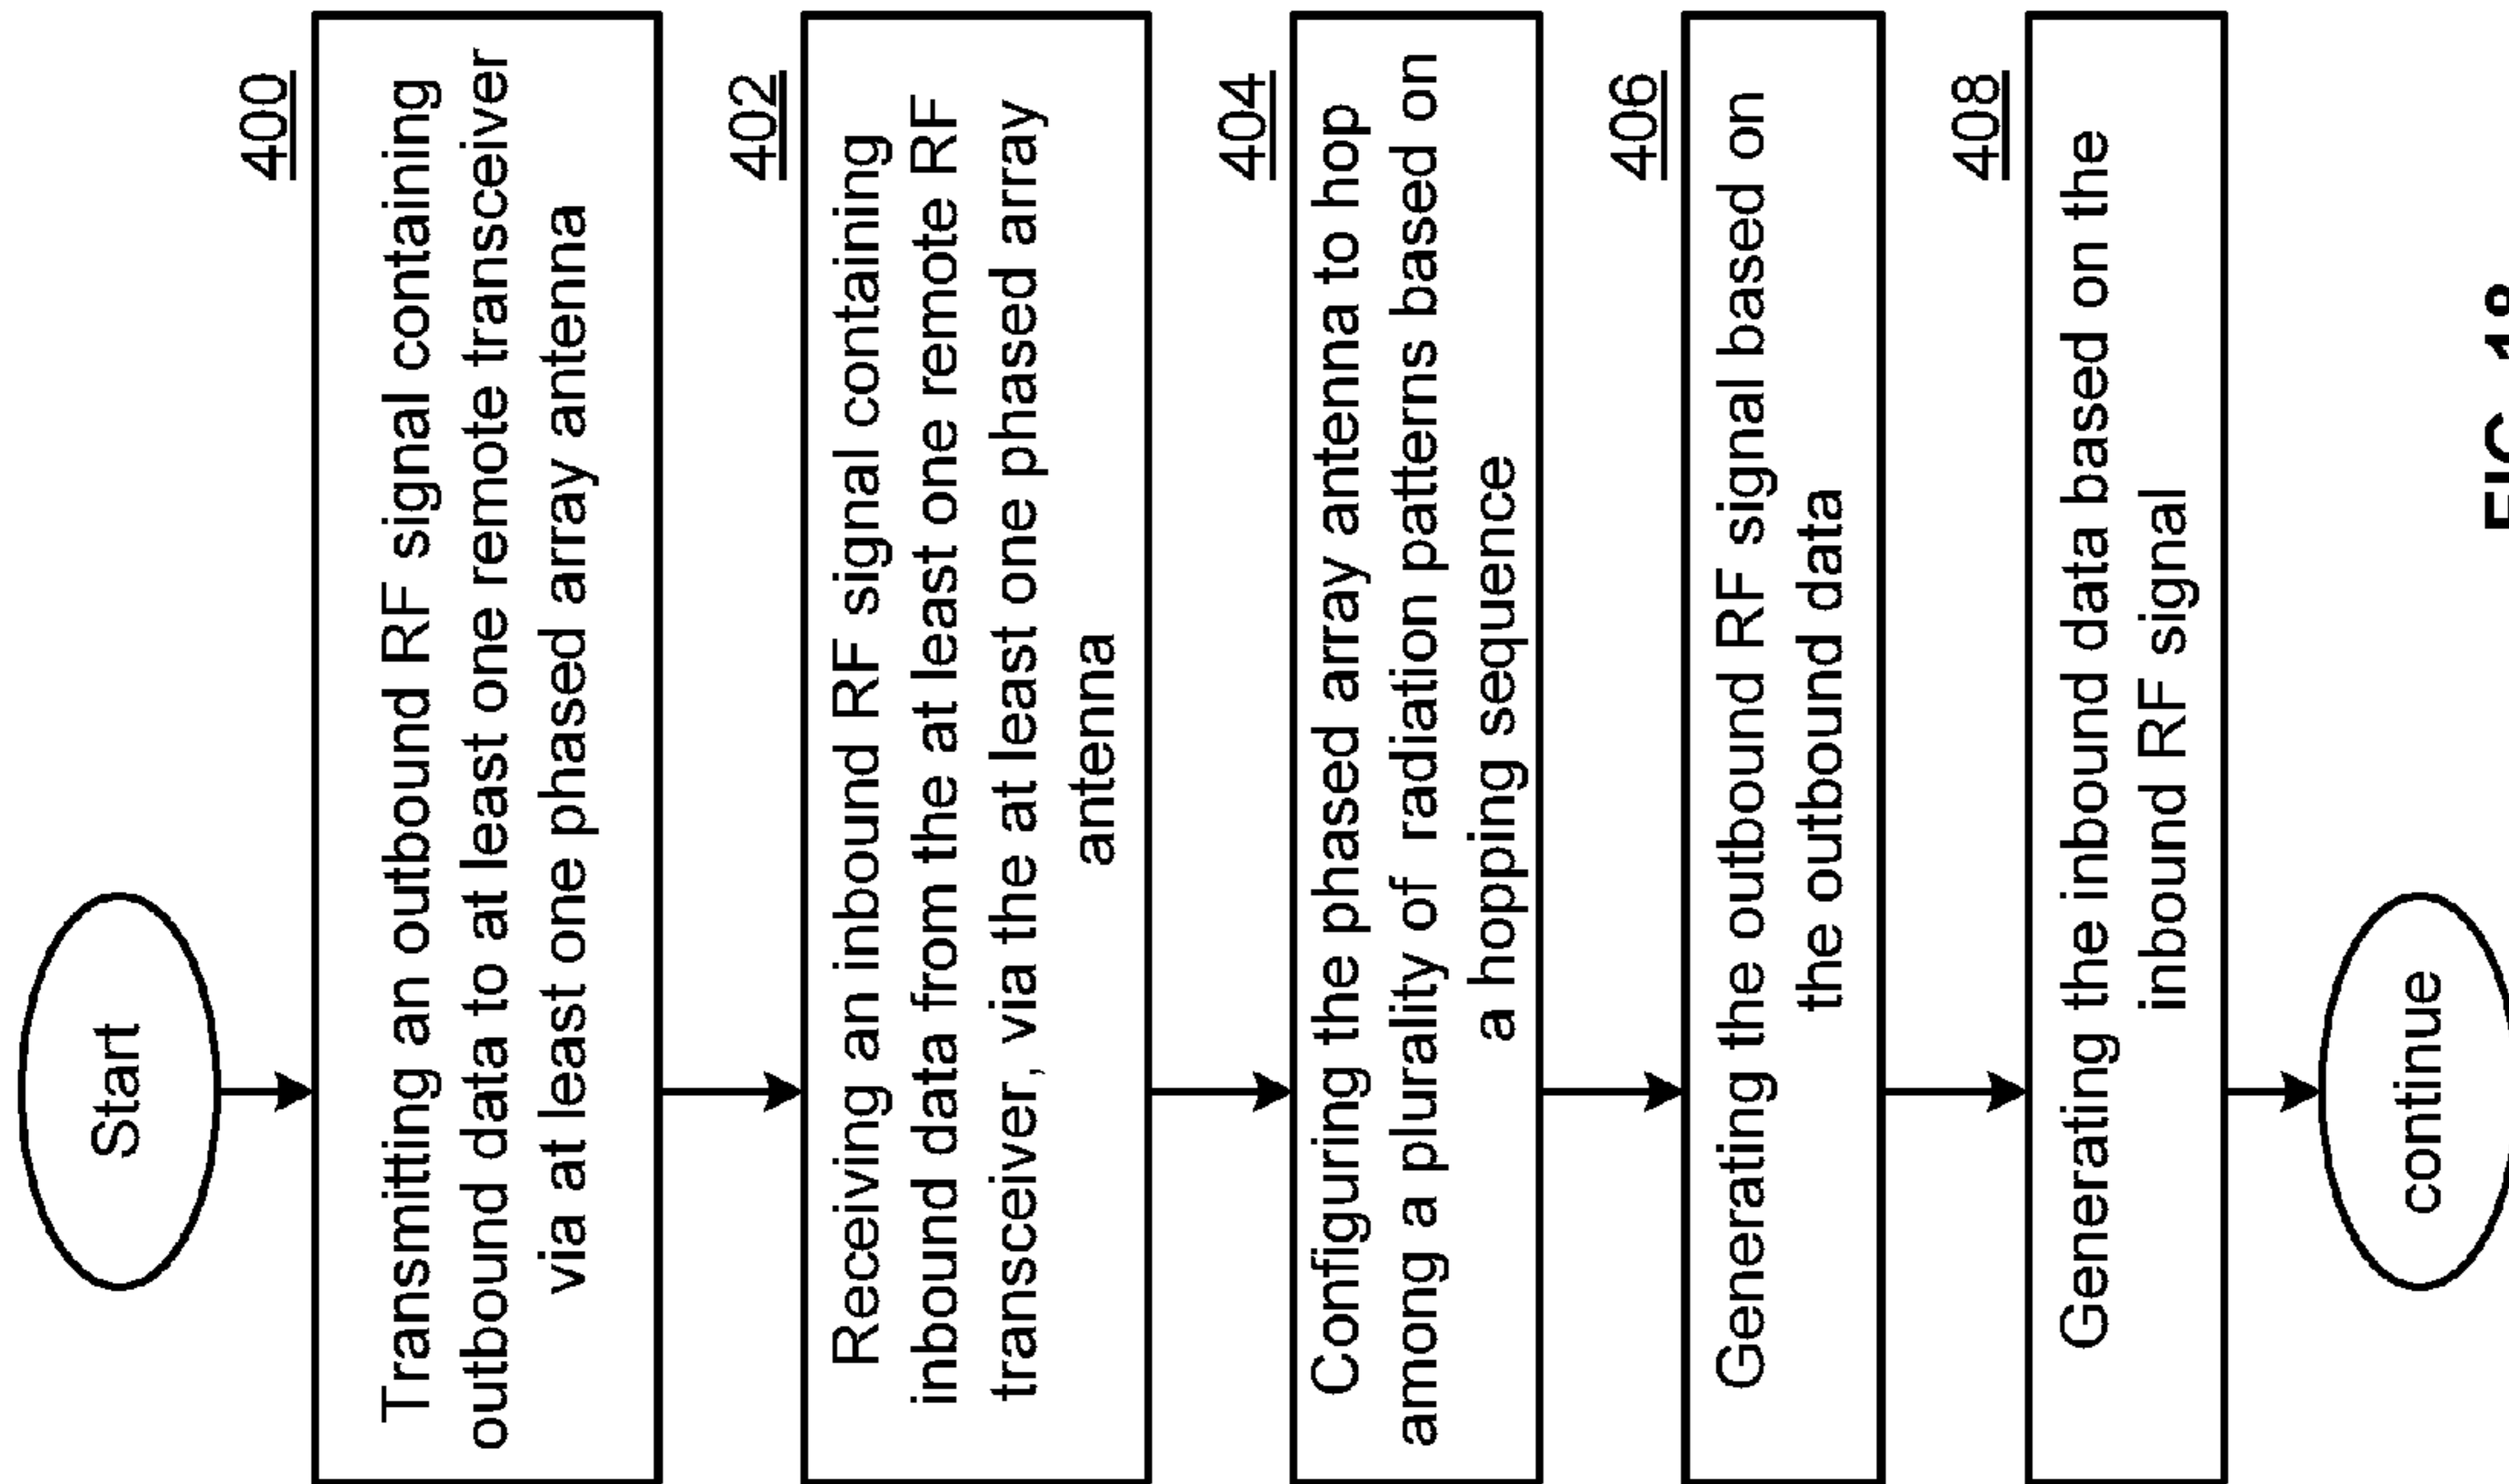 Start
400
Transmitting an outbound RF signal containing
outbound data to at least one remote transceiver
via at least one phased array antenna
402
Receiving an inbound RF signal containing
inbound data from the at least one remote RF
transceiver, via the at least one phased array
antenna
404
Configuring the phased array antenna to hop
among a plurality of radiation patterns based on
a hopping sequence
406
Generating the outbound RF signal based on
the outbound data
408
Generating the inbound data based on the
inbound RF signal
continue